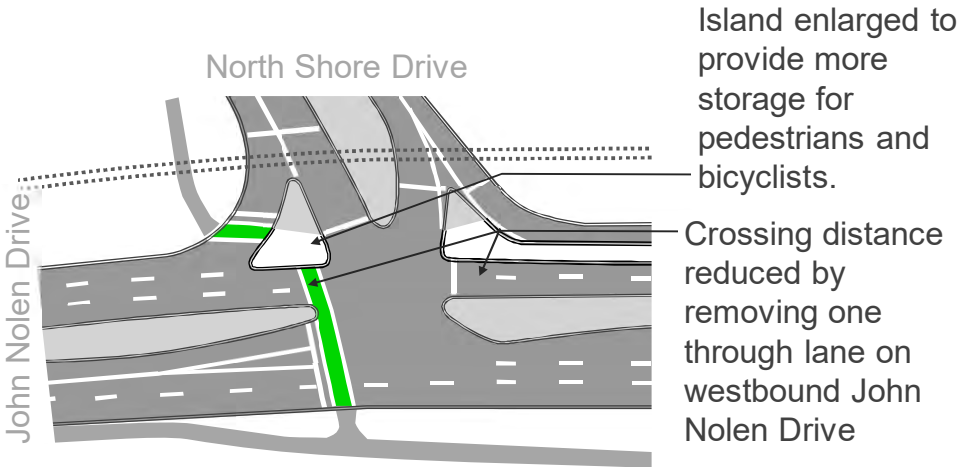 Island enlarged to
provide more
storage for
pedestrians and
bicyclists.
North Shore Drive
John Nolen Drive
Crossing distance
reduced by
removing one
through lane on
westbound John
Nolen Drive